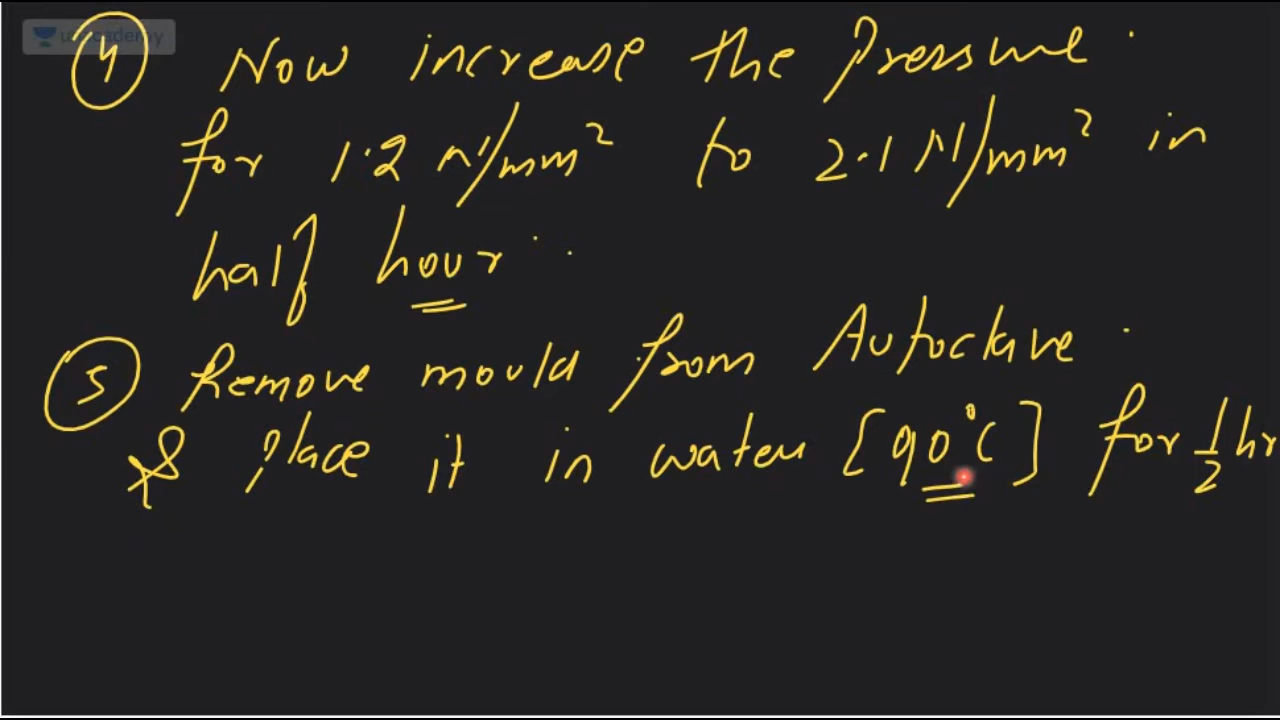 unacademy
4 Now increase the Pressure.
for 1.2 N/mm² to 2.1 N/mm² in
half hour..
5 Remove mould from Autoclave.
& place it in water [90°C] for 1/2 hr